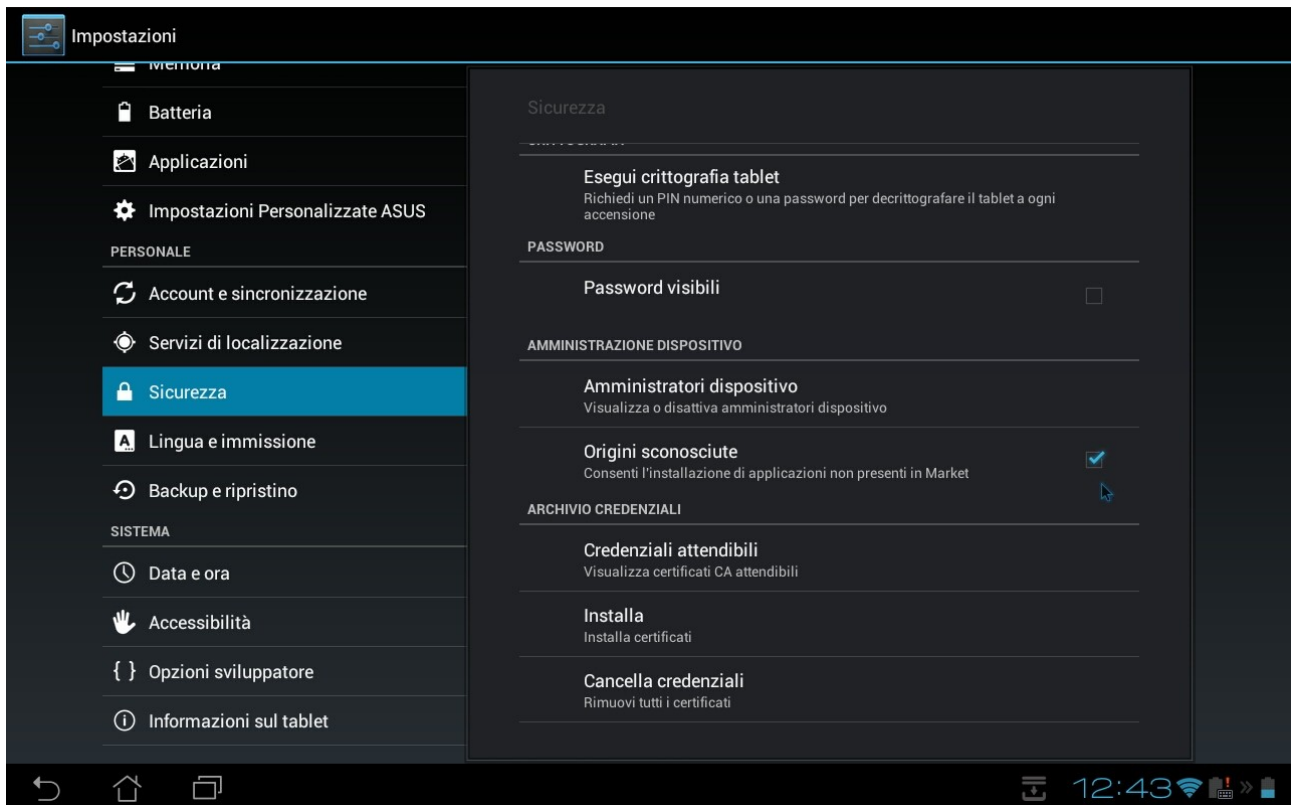 Impostazioni
Memoria
Batteria
Applicazioni
Impostazioni Personalizzate ASUS
PERSONALE
Account e sincronizzazione
Servizi di localizzazione
Sicurezza
Lingua e immissione
Backup e ripristino
SISTEMA
Data e ora
Accessibilità
{ } Opzioni sviluppatore
Informazioni sul tablet
Sicurezza
Esegui crittografia tablet
Richiedi un PIN numerico o una password per decrittografare il tablet a ogni
accensione
PASSWORD
Password visibili
AMMINISTRAZIONE DISPOSITIVO
Amministratori dispositivo
Visualizza o disattiva amministratori dispositivo
Origini sconosciute
Consenti l'installazione di applicazioni non presenti in Market
ARCHIVIO CREDENZIALI
Credenziali attendibili
Visualizza certificati CA attendibili
Installa
Installa certificati
Cancella credenziali
Rimuovi tutti i certificati
12:43